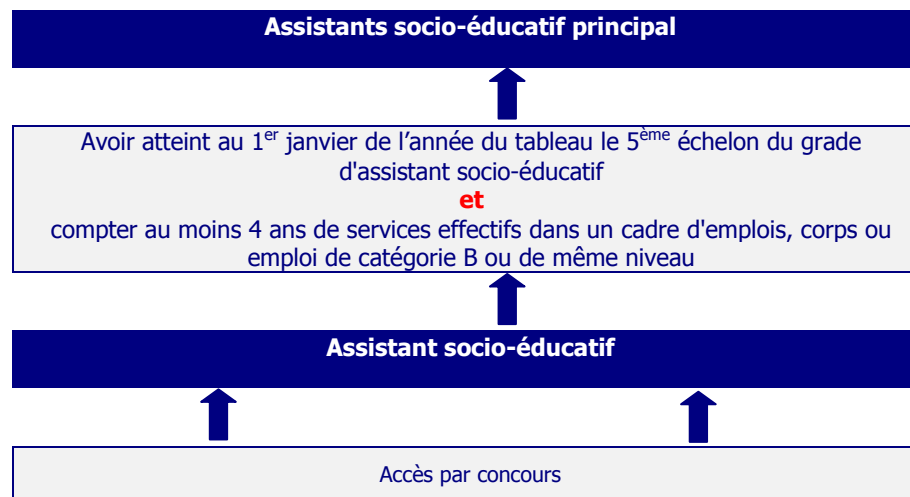 Assistants socio-éducatif principal
Avoir atteint au 1er janvier de l’année du tableau le 5ème échelon du grade
d'assistant socio-éducatif
et
compter au moins 4 ans de services effectifs dans un cadre d'emplois, corps ou
emploi de catégorie B ou de même niveau
Assistant socio-éducatif
Accès par concours